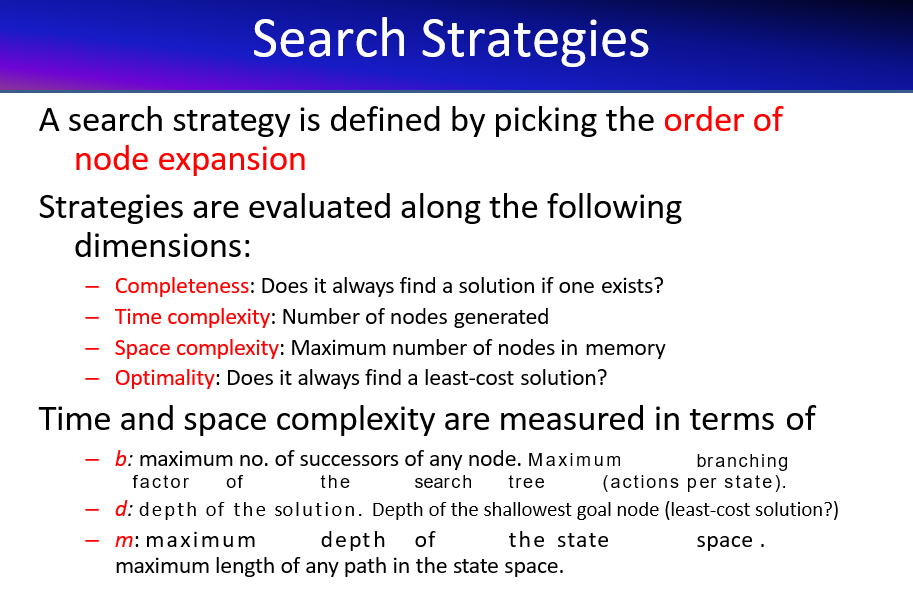 Search Strategies
A search strategy is defined by picking the order of
node expansion
Strategies are evaluated along the following
dimensions:
– Completeness: Does it always find a solution if one exists?
– Time complexity: Number of nodes generated
– Space complexity: Maximum number of nodes in memory
– Optimality: Does it always find a least-cost solution?
Time and space complexity are measured in terms of
– b: maximum no. of successors of any node. Maximum branching
factor of the search tree (actions per state).
– d: depth of the solution. Depth of the shallowest goal node (least-cost solution?)
– m: maximum depth of the state space .
maximum length of any path in the state space.